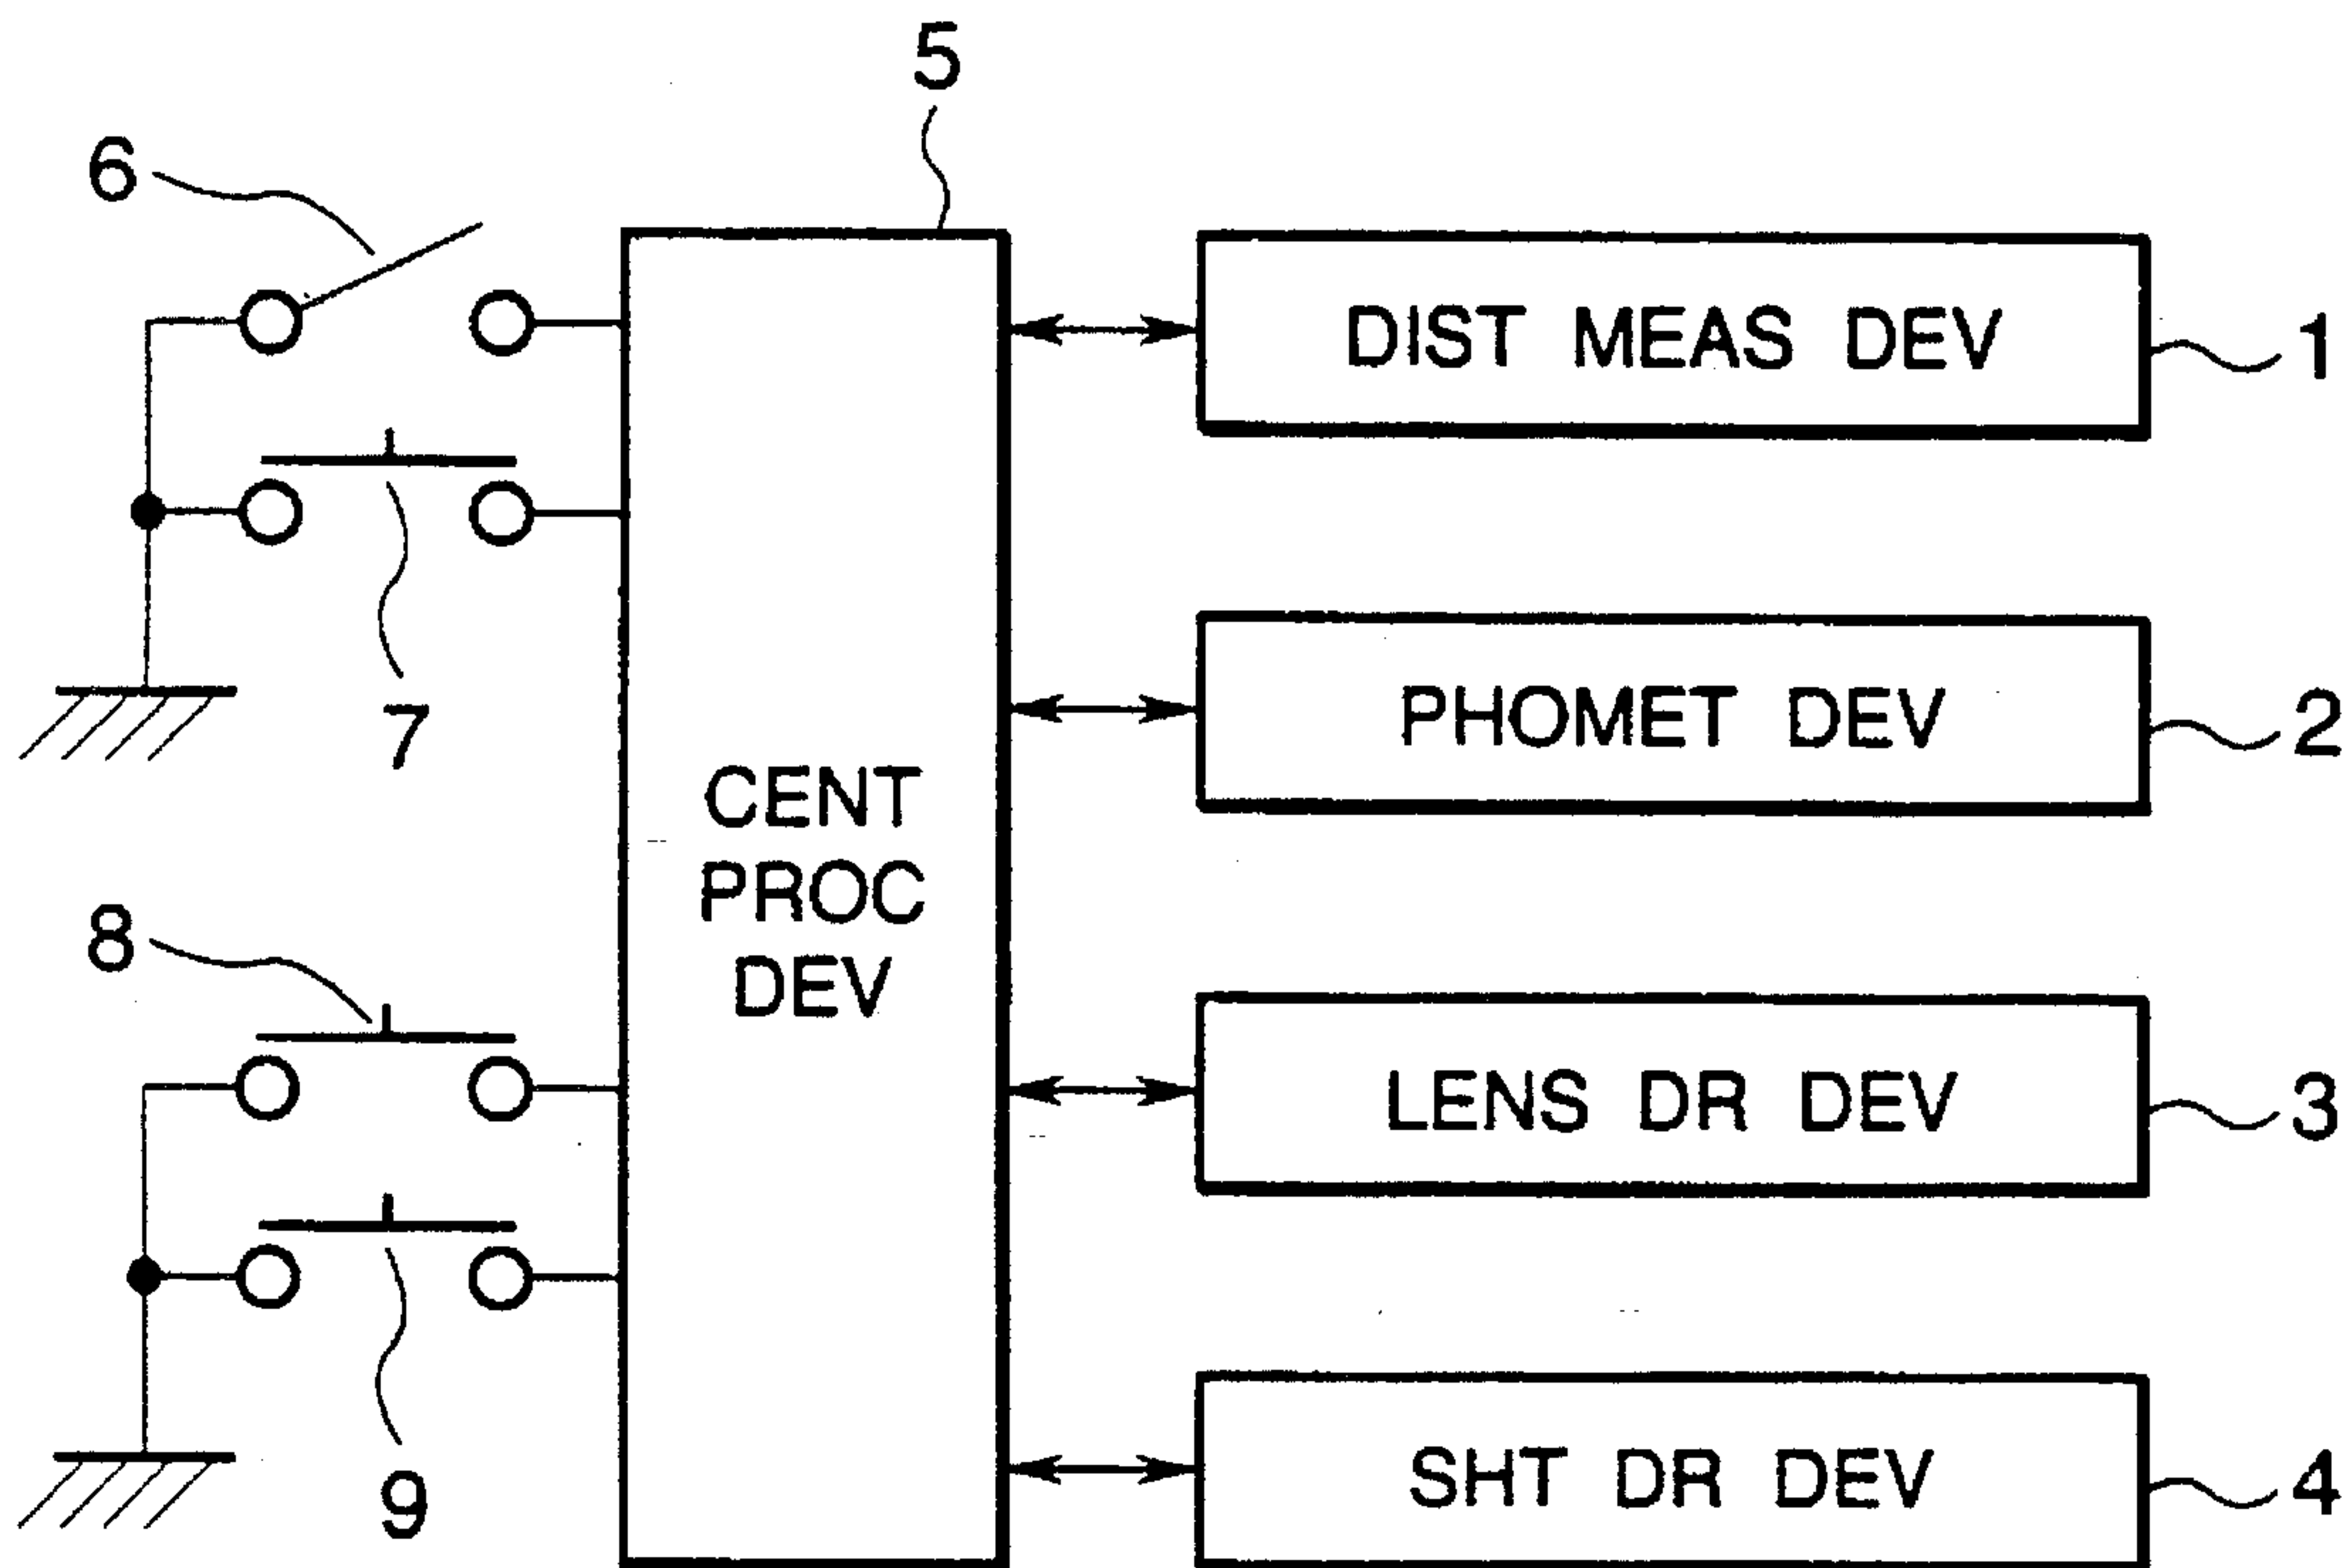 5
6
DIST MEAS DEV
1
7
PHOMET DEV
2
CENT
PROC
DEV
8
LENS DR DEV
3
9
SHT DR DEV
4